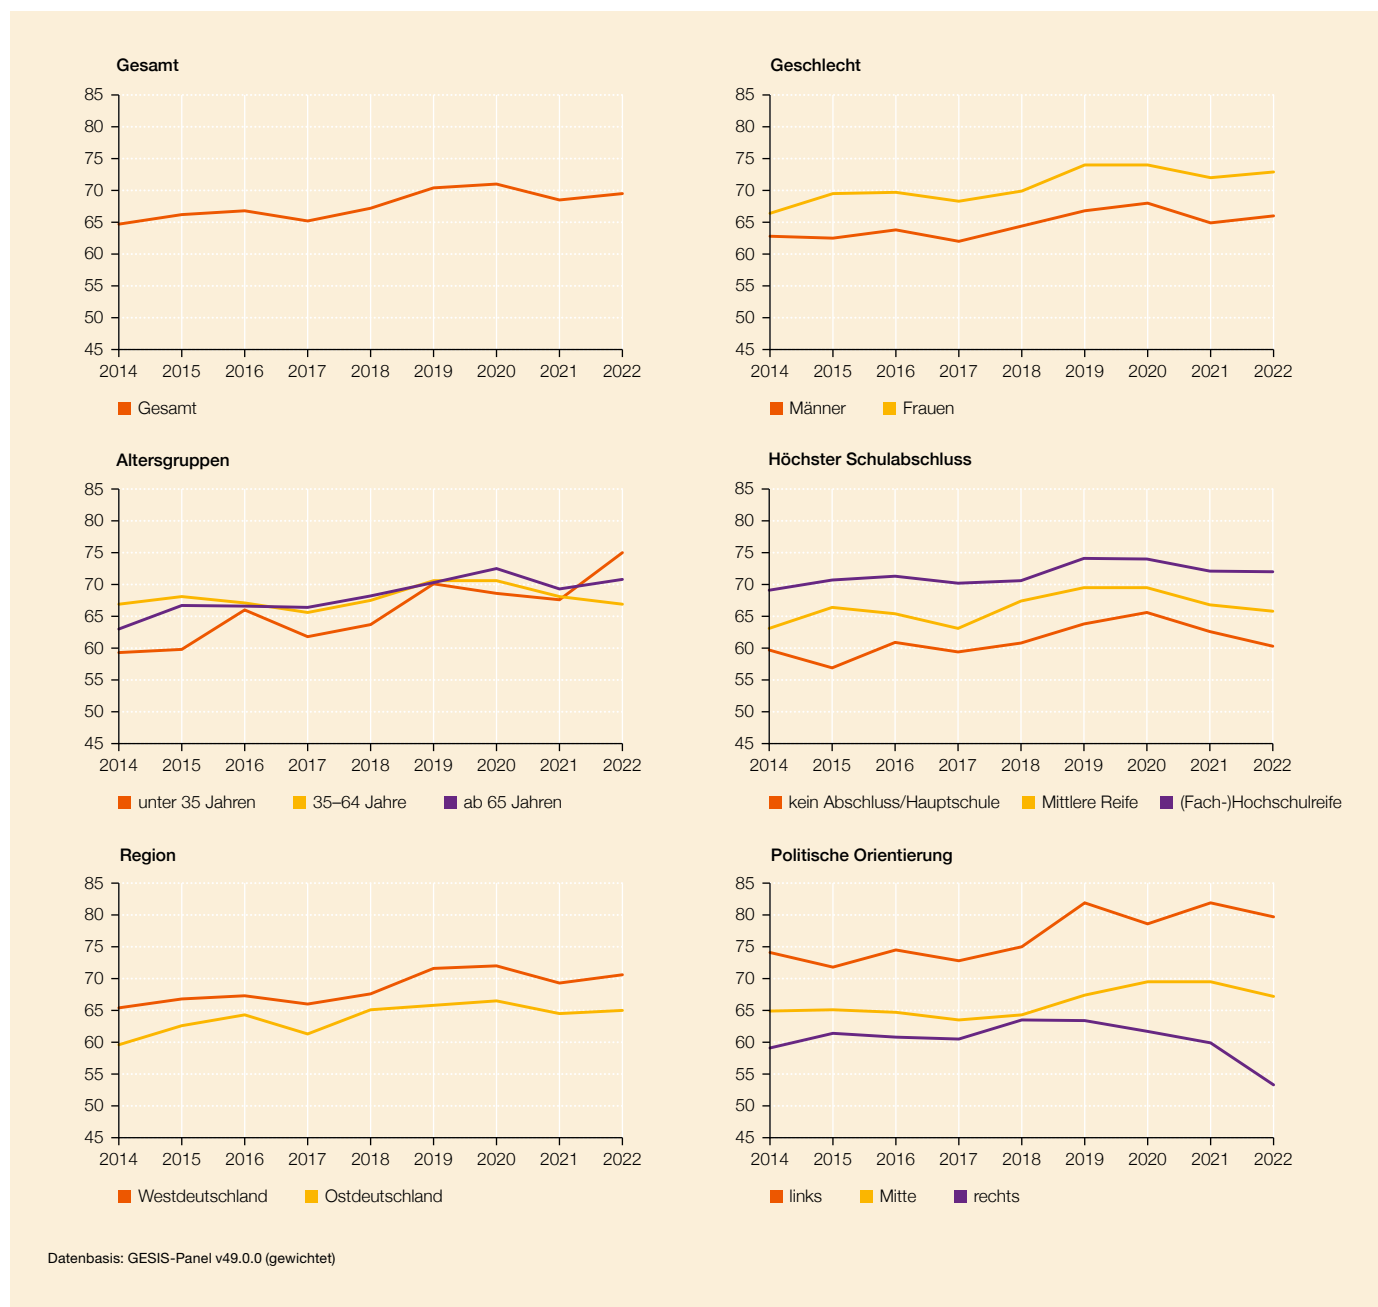 Gesamt
85
80
75
70
65
60
55
50
45
2014 2015 2016 2017 2018 2019 2020 2021 2022
Gesamt
Geschlecht
85
80
75
70
65
60
55
50
45
2014 2015 2016 2017 2018 2019 2020 2021 2022
Männer Frauen
Altersgruppen
85
80
75
70
65
60
55
50
45
2014 2015 2016 2017 2018 2019 2020 2021 2022
unter 35 Jahren 35–64 Jahre ab 65 Jahren
Höchster Schulabschluss
85
80
75
70
65
60
55
50
45
2014 2015 2016 2017 2018 2019 2020 2021 2022
kein Abschluss/Hauptschule Mittlere Reife (Fach-)Hochschulreife
Region
85
80
75
70
65
60
55
50
45
2014 2015 2016 2017 2018 2019 2020 2021 2022
Westdeutschland Ostdeutschland
Politische Orientierung
85
80
75
70
65
60
55
50
45
2014 2015 2016 2017 2018 2019 2020 2021 2022
links Mitte rechts
Datenbasis: GESIS-Panel v49.0.0 (gewichtet)